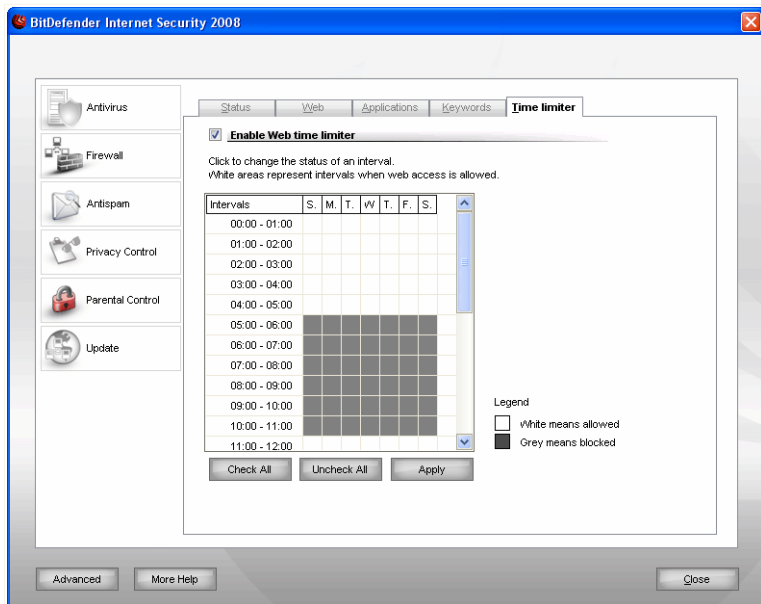 BitDefender Internet Security 2008
Antivirus
Firewall
Antispam
Privacy Control
Parental Control
Update
Status Web Applications Keywords Time limiter
Enable Web time limiter
Click to change the status of an interval.
White areas represent intervals when web access is allowed.
Intervals S. M. T. W T. F. S.
00:00 - 01:00
01:00 - 02:00
02:00 - 03:00
03:00 - 04:00
04:00 - 05:00
05:00 - 06:00
06:00 - 07:00
07:00 - 08:00
08:00 - 09:00
09:00 - 10:00
10:00 - 11:00
11:00 - 12:00
Legend
White means allowed
Grey means blocked
Check All Uncheck All Apply
Advanced More Help Close